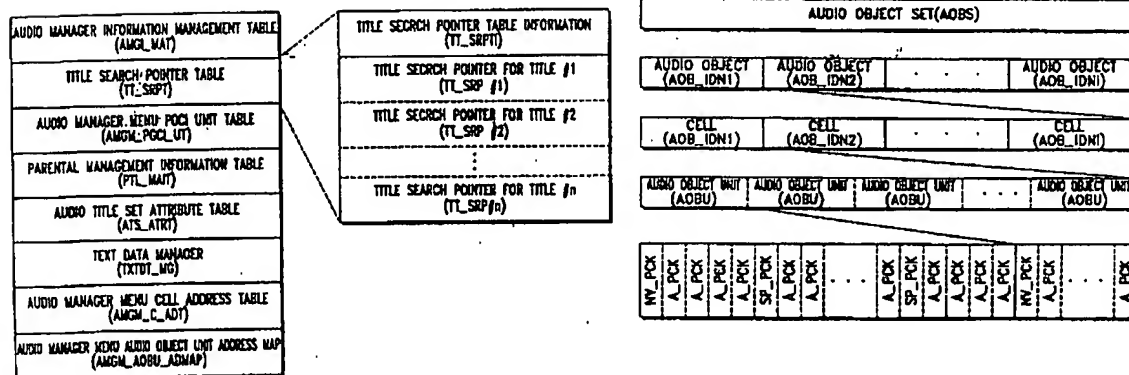 AUDIO MANAGER INFORMATION MANAGEMENT TABLE
(AMGI_MAT)
TITLE SEARCH POINTER TABLE
(TT_SRPT)
AUDIO MANAGER MENU PGCI UNIT TABLE
(AMGM_PGCI_UT)
PARENTAL MANAGEMENT INFORMATION TABLE
(PTL_MAIT)
AUDIO TITLE SET ATTRIBUTE TABLE
(ATS_ATRT)
TEXT DATA MANAGER
(TXTDT_MG)
AUDIO MANAGER MENU CELL ADDRESS TABLE
(AMGM_C_ADT)
AUDIO MANAGER MENU AUDIO OBJECT UNIT ADDRESS MAP
(AMGM_AOBU_ADMAP)
TITLE SECRCH POINTER TABLE INFORMATION
(TT_SRPTI)
TITLE SECRCH POINTER FOR TITLE #1
(TT_SRP #1)
TITLE SECRCH POINTER FOR TITLE #2
(TT_SRP #2)
TITLE SEARCH POINTER FOR TITLE #n
(TT_SRP#n)
AUDIO OBJECT SET(AOBS)
AUDIO OBJECT AUDIO OBJECT . . . AUDIO OBJECT
(AOB_IDN1) (AOB_IDN2) (AOB_IDNI)
CELL CELL . . . CELL
(AOB_IDN1) (AOB_IDN2) (AOB_IDNI)
AUDIO OBJECT UNIT AUDIO OBJECT UNIT AUDIO OBJECT UNIT . . . AUDIO OBJECT UNIT
(AOBU) (AOBU) (AOBU) (AOBU)
NV_PCK A_PCK A_PCK A_PCK A_PCK SP_PCK A_PCK A_PCK . . . A_PCK SP_PCK A_PCK A_PCK A_PCK NV_PCK A_PCK . . . A_PCK